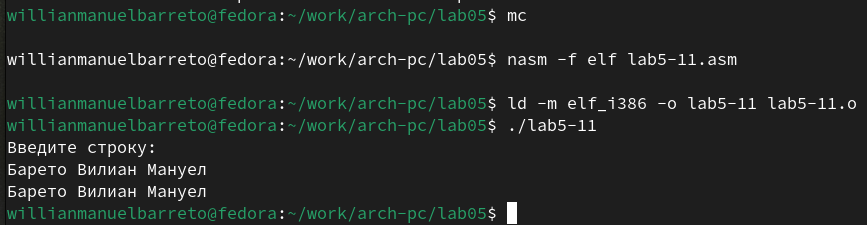 willianmanuelbarreto@fedora:~/work/arch-pc/lab05$ mc
willianmanuelbarreto@fedora:~/work/arch-pc/lab05$ nasm -f elf lab5-11.asm
willianmanuelbarreto@fedora:~/work/arch-pc/lab05$ ld -m elf_i386 -o lab5-11 lab5-11.o
willianmanuelbarreto@fedora:~/work/arch-pc/lab05$ ./lab5-11
Введите строку:
Барето Вилиан Мануел
Барето Вилиан Мануел
willianmanuelbarreto@fedora:~/work/arch-pc/lab05$